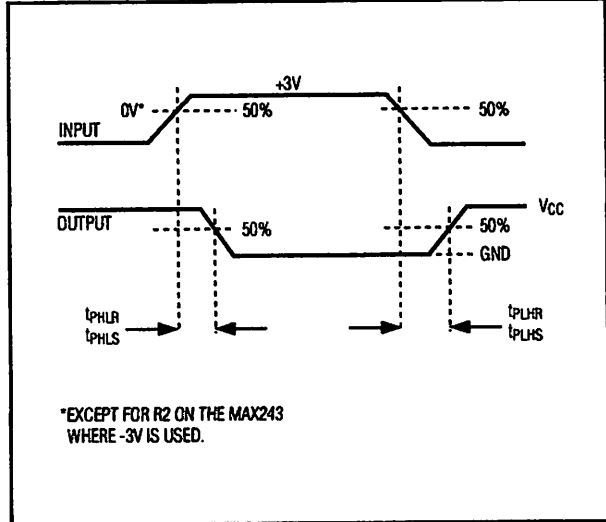 +3V
0V* 50% 50%
INPUT
VCC
OUTPUT 50% 50%
GND
tPHLR tPLHR
tPHLS tPLHS
*EXCEPT FOR R2 ON THE MAX243
WHERE -3V IS USED.